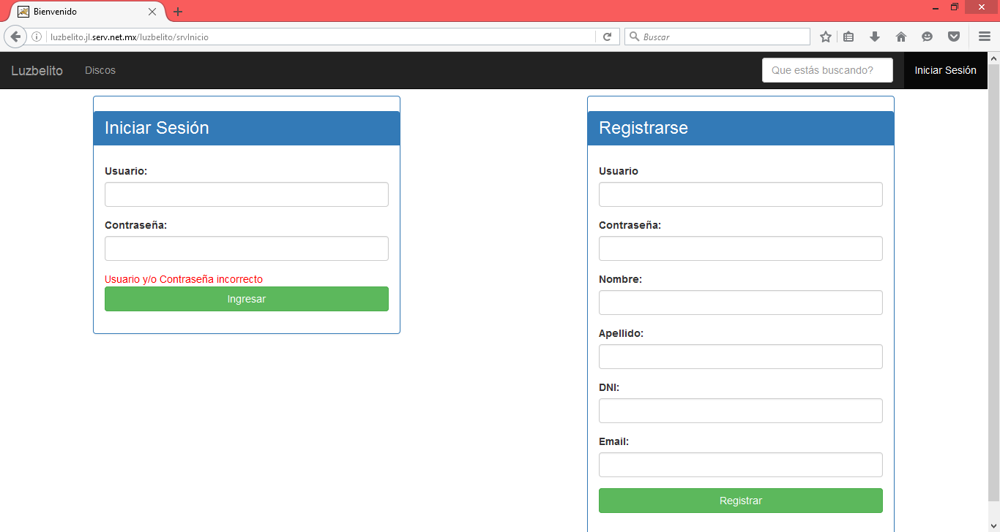 Bienvenido
luzbelito.jl.serv.net.mx/luzbelito/srvInicio
Buscar
Luzbelito
Discos
Que estás buscando?
Iniciar Sesión
Iniciar Sesión
Usuario:
Contraseña:
Usuario y/o Contraseña incorrecto
Ingresar
Registrarse
Usuario
Contraseña:
Nombre:
Apellido:
DNI:
Email:
Registrar